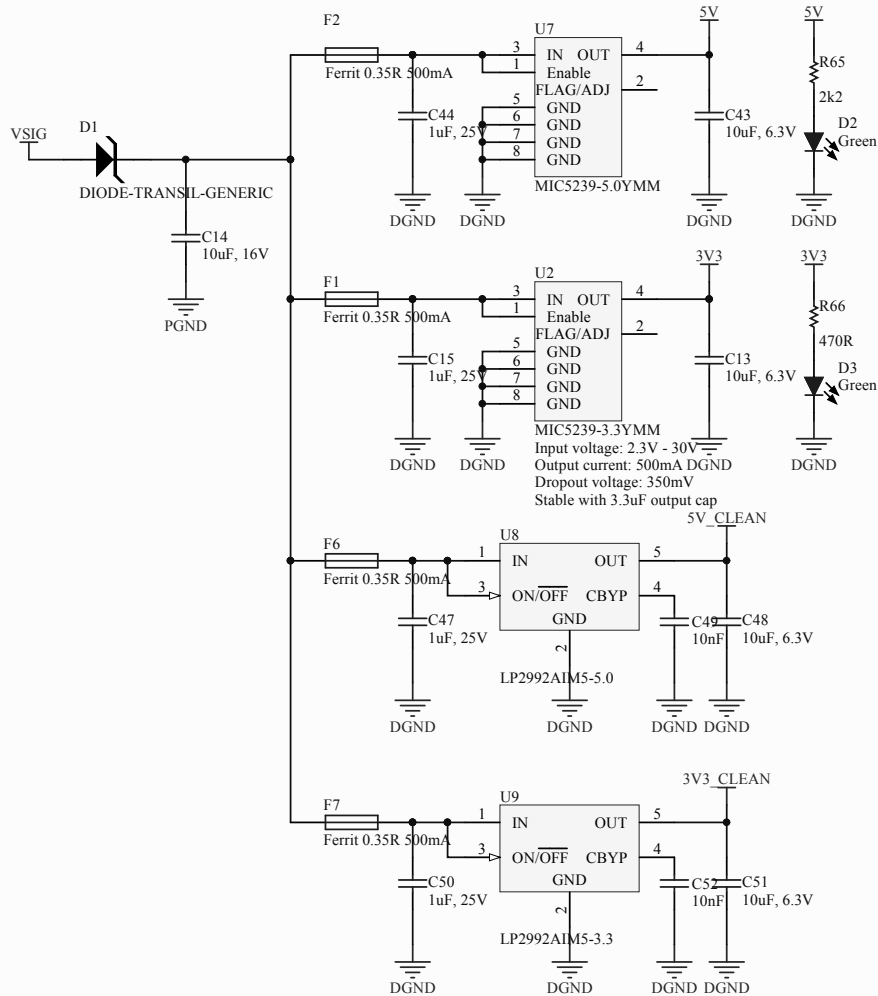 F2
Ferrit 0.35R 500mA
U7
3 IN OUT 4
1 Enable
FLAG/ADJ 2
5 GND
6 GND
7 GND
8 GND
MIC5239-5.0YMM
C44
1uF, 25V
DGND
DGND
5V
C43
10uF, 6.3V
DGND
5V
R65
2k2
D2
Green
DGND
VSIG
D1
DIODE-TRANSIL-GENERIC
C14
10uF, 16V
PGND
F1
Ferrit 0.35R 500mA
U2
3 IN OUT 4
1 Enable
FLAG/ADJ 2
5 GND
6 GND
7 GND
8 GND
MIC5239-3.3YMM
Input voltage: 2.3V - 30V
Output current: 500mA
Dropout voltage: 350mV
Stable with 3.3uF output cap
C15
1uF, 25V
DGND
DGND
3V3
C13
10uF, 6.3V
DGND
3V3
R66
470R
D3
Green
DGND
F6
Ferrit 0.35R 500mA
U8
1 IN OUT 5
3 ON/OFF CBYP 4
GND
2
LP2992AIM5-5.0
C47
1uF, 25V
DGND
DGND
5V_CLEAN
C49
10nF
DGND
C48
10uF, 6.3V
DGND
F7
Ferrit 0.35R 500mA
U9
1 IN OUT 5
3 ON/OFF CBYP 4
GND
2
LP2992AIM5-3.3
C50
1uF, 25V
DGND
DGND
3V3_CLEAN
C52
10nF
DGND
C51
10uF, 6.3V
DGND